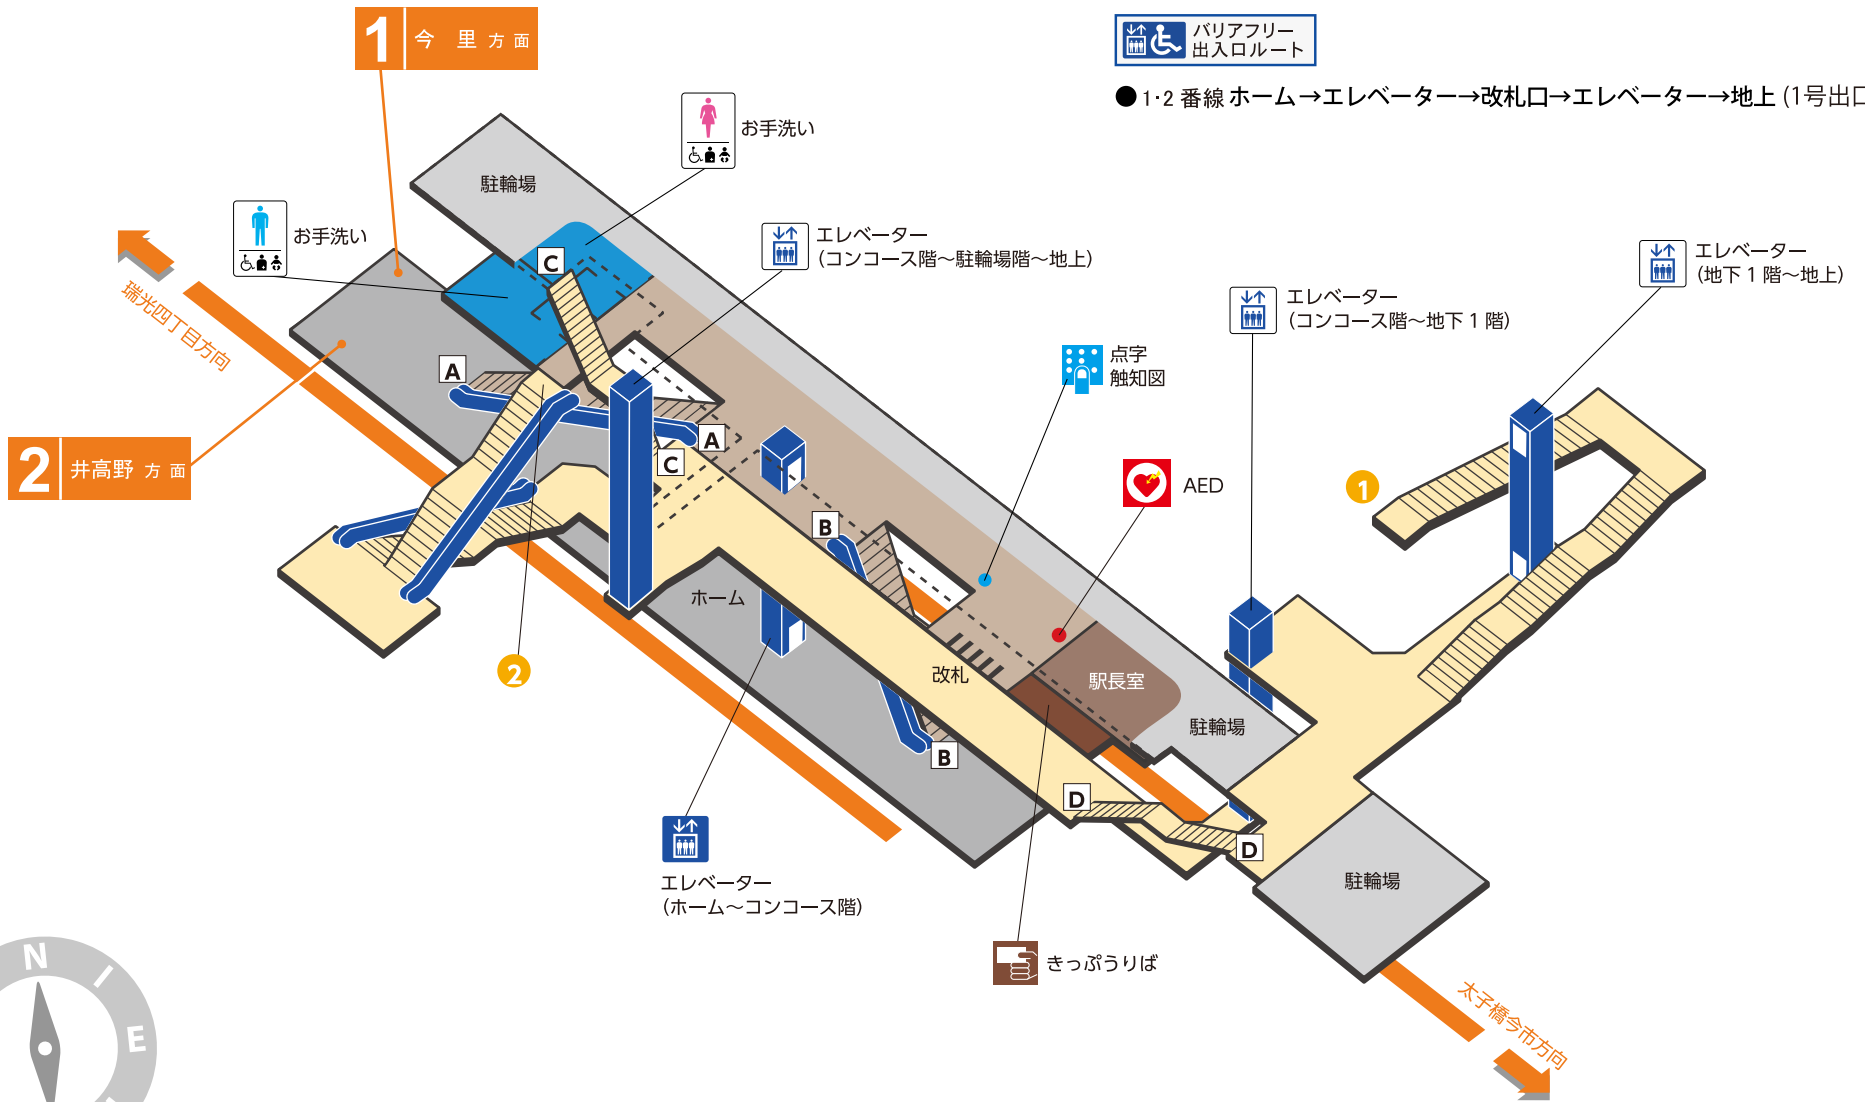 1 今里方面
バリアフリー
出入口ルート
●1·2番線 ホーム→エレベーター→改札口→エレベーター→地上 (1号出口
お手洗い
駐輪場
お手洗い
エレベーター
(コンコース階～駐輪場階～地上)
エレベーター
(地下1階～地上)
エレベーター
(コンコース階～地下1階)
C
瑞光四丁目方向
点字
触知図
A
2 井高野方面
A
C
AED
1
B
ホーム
2
改札
駅長室
駐輪場
B
D
D
エレベーター
(ホーム～コンコース階)
駐輪場
きっぷうりば
N
E
太子橋今市方向